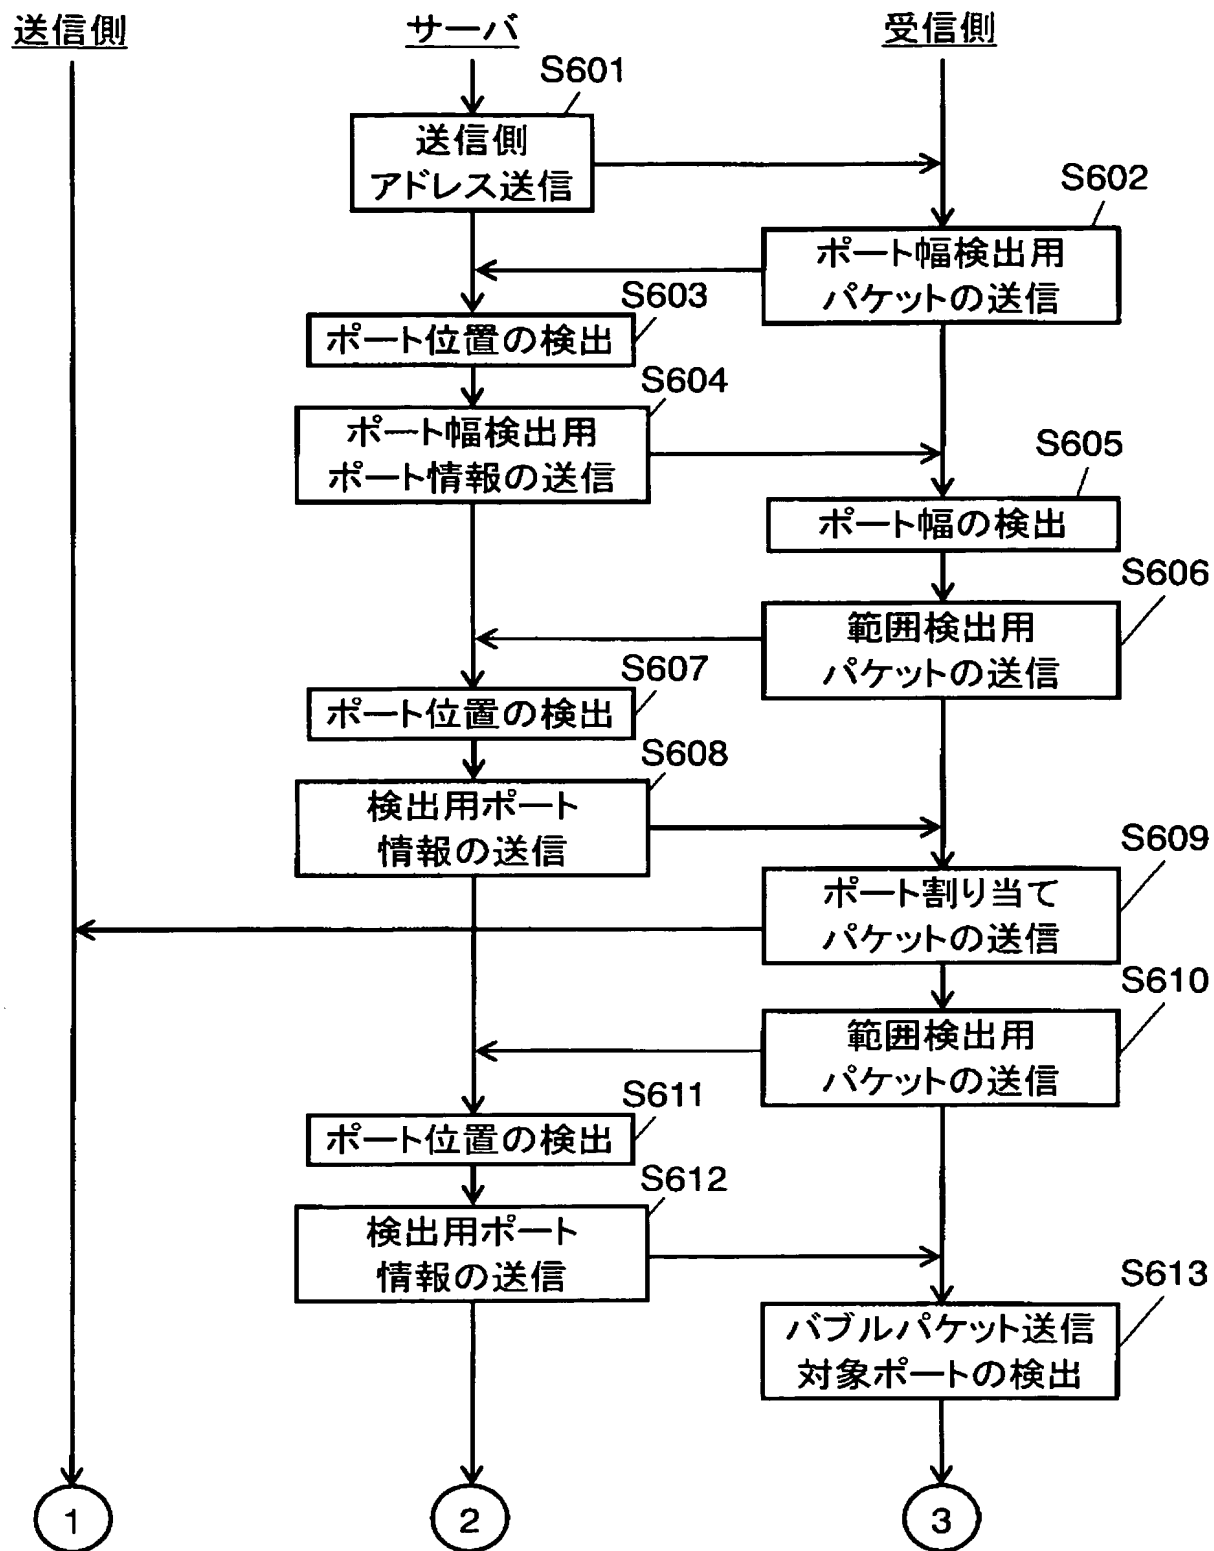 送信側
サーバ
受信側
S601
送信側
アドレス送信
S602
ポート幅検出用
パケットの送信
S603
ポート位置の検出
S604
ポート幅検出用
ポート情報の送信
S605
ポート幅の検出
S606
範囲検出用
パケットの送信
S607
ポート位置の検出
S608
検出用ポート
情報の送信
S609
ポート割り当て
パケットの送信
S610
範囲検出用
パケットの送信
S611
ポート位置の検出
S612
検出用ポート
情報の送信
S613
バブルパケット送信
対象ポートの検出
1
2
3